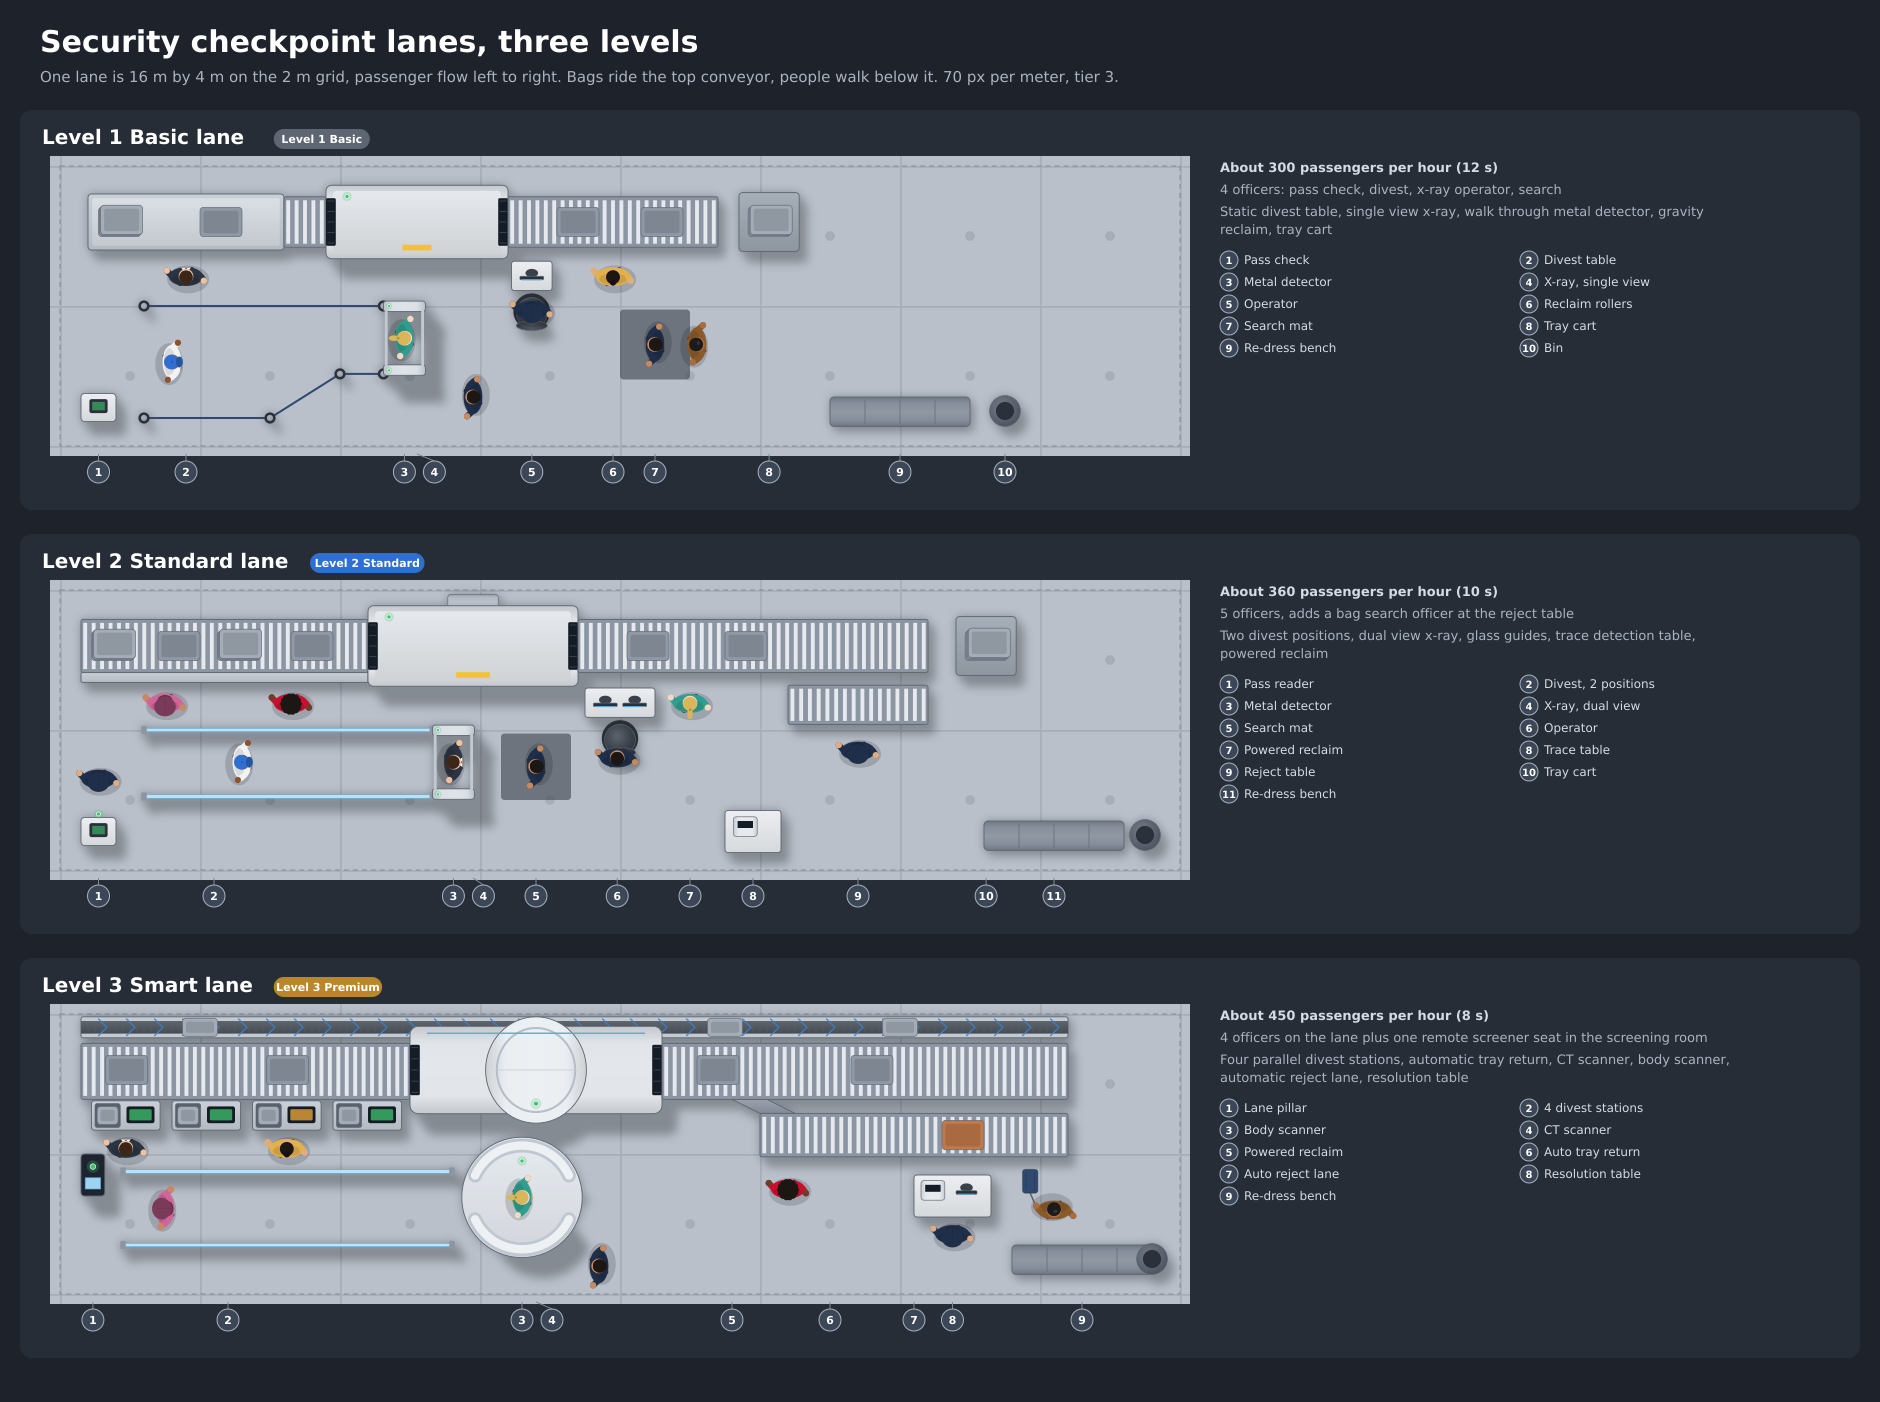 Security checkpoint lanes, three levels
One lane is 16 m by 4 m on the 2 m grid, passenger flow left to right. Bags ride the top conveyor, people walk below it. 70 px per meter, tier 3.
Level 1 Basic lane
Level 1 Basic
About 300 passengers per hour (12 s)
4 officers: pass check, divest, x-ray operator, search
Static divest table, single view x-ray, walk through metal detector, gravity
reclaim, tray cart
1 Pass check
2 Divest table
3 Metal detector
4 X-ray, single view
5 Operator
6 Reclaim rollers
7 Search mat
8 Tray cart
9 Re-dress bench
10 Bin
1 2 3 4 5 6 7 8 9 10
Level 2 Standard lane
Level 2 Standard
About 360 passengers per hour (10 s)
5 officers, adds a bag search officer at the reject table
Two divest positions, dual view x-ray, glass guides, trace detection table,
powered reclaim
1 Pass reader
2 Divest, 2 positions
3 Metal detector
4 X-ray, dual view
5 Search mat
6 Operator
7 Powered reclaim
8 Trace table
9 Reject table
10 Tray cart
11 Re-dress bench
1 2 3 4 5 6 7 8 9 10 11
Level 3 Smart lane
Level 3 Premium
About 450 passengers per hour (8 s)
4 officers on the lane plus one remote screener seat in the screening room
Four parallel divest stations, automatic tray return, CT scanner, body scanner,
automatic reject lane, resolution table
1 Lane pillar
2 4 divest stations
3 Body scanner
4 CT scanner
5 Powered reclaim
6 Auto tray return
7 Auto reject lane
8 Resolution table
9 Re-dress bench
1 2 3 4 5 6 7 8 9